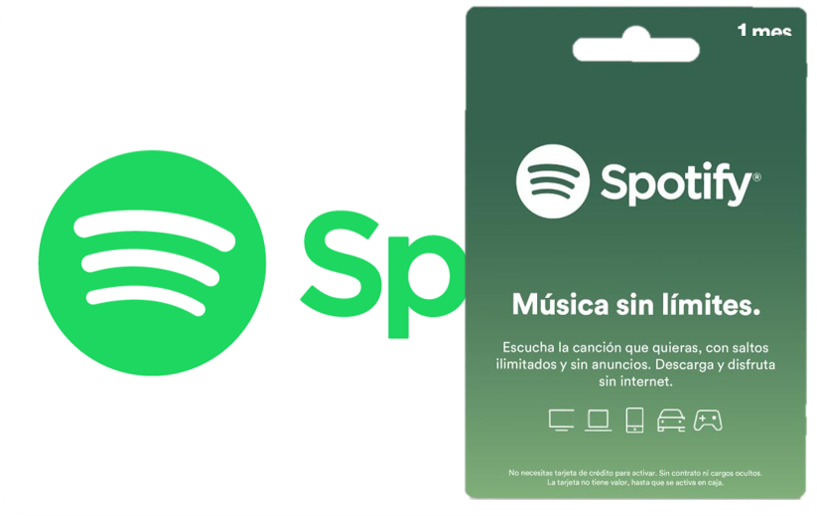 Sp
1 mes
Spotify®
Música sin límites.
Escucha la canción que quieras, con saltos
ilimitados y sin anuncios. Descarga y disfruta
sin internet.
No necesitas tarjeta de crédito para activar. Sin contrato ni cargos ocultos.
La tarjeta no tiene valor, hasta que se activa en caja.